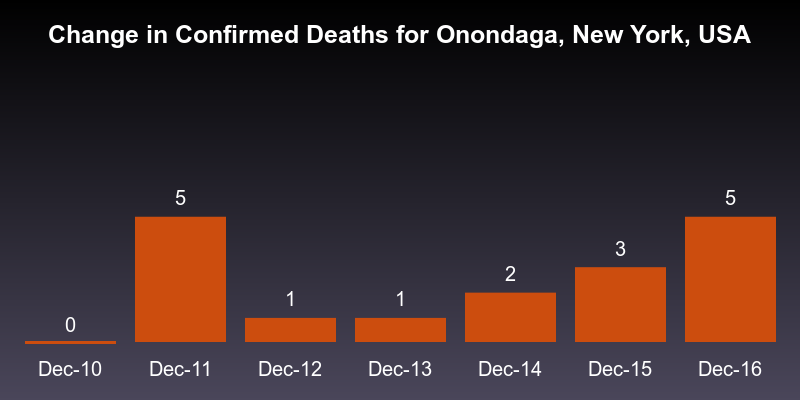 Change in Confirmed Deaths for Onondaga, New York, USA
0 5 1 1 2 3 5
Dec-10 Dec-11 Dec-12 Dec-13 Dec-14 Dec-15 Dec-16